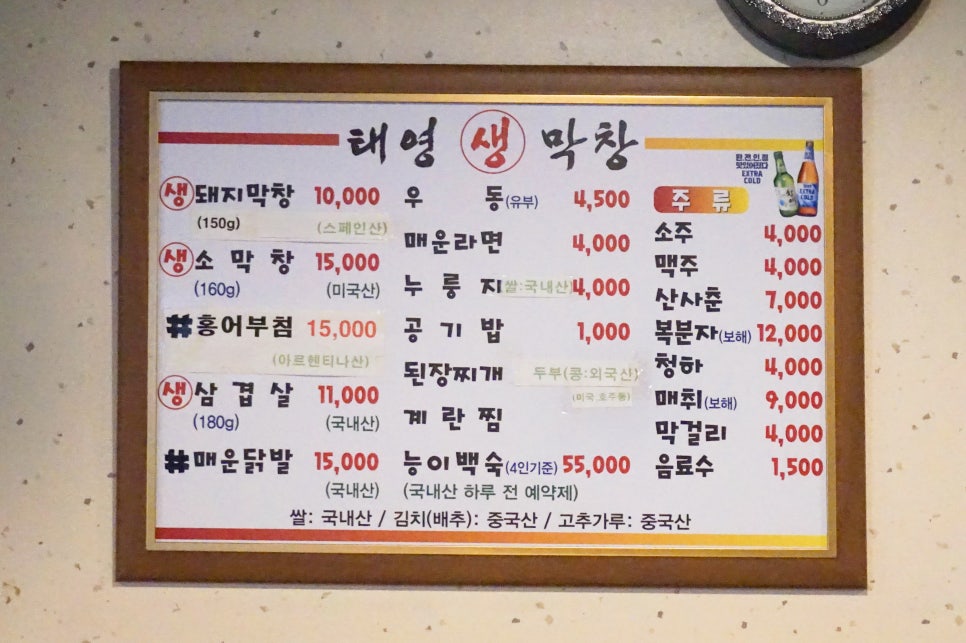 태영 생 막창
생 돼지막창 10,000
(150g) (스페인산)
생 소 막 창 15,000
(160g) (미국산)
#홍어부침 15,000
(아르헨티나산)
생 삼 겹 살 11,000
(180g) (국내산)
#매운닭발 15,000
(국내산)
우 동(유부) 4,500
매운라면 4,000
누 룽 지 쌀:국내산 4,000
공 기 밥 1,000
된장찌개 두부(콩:외국산)
(미국,호주등)
계 란 찜
능이백숙(4인기준) 55,000
(국내산 하루 전 예약제)
EXTRA
COLD
주 류
소주 4,000
맥주 4,000
산사춘 7,000
복분자(보해) 12,000
청하 4,000
매취(보해) 9,000
막걸리 4,000
음료수 1,500
쌀: 국내산 / 김치(배추): 중국산 / 고추가루: 중국산